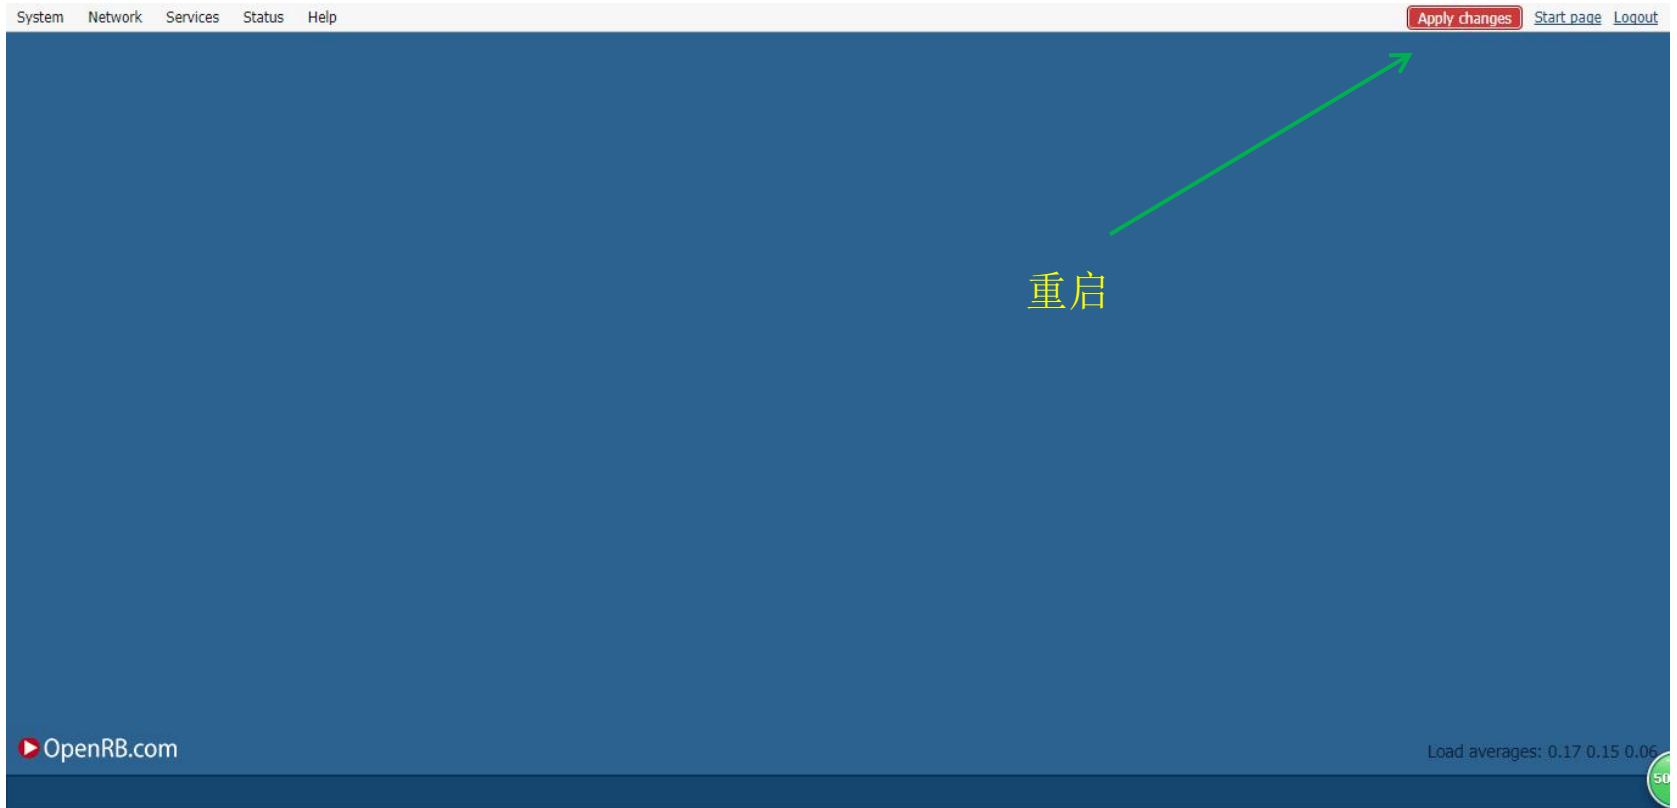 System Network Services Status Help Apply changes Start page Logout
重启
OpenRB.com
Load averages: 0.17 0.15 0.06
50